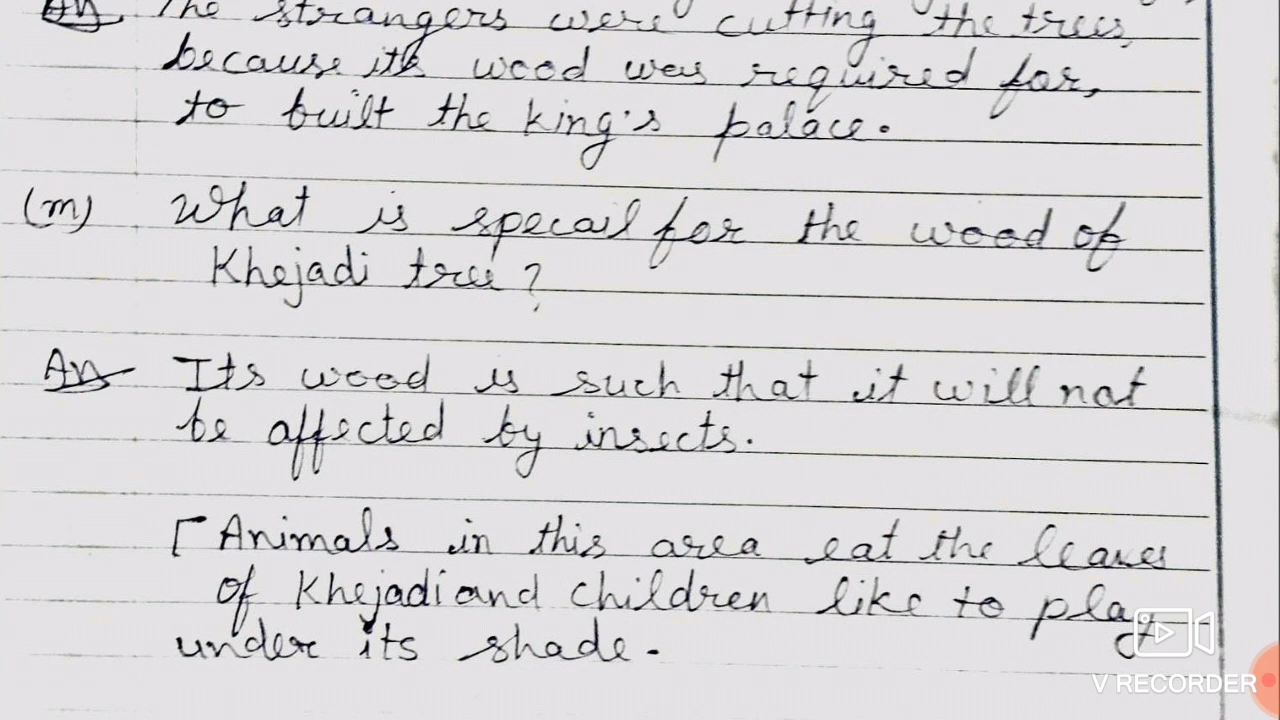 An The strangers were cutting the trees,
because its wood was required for,
to built the king's palace.
(m) What is specail for the wood of
Khejadi tree?
An Its wood is such that it will not
be affected by insects.
[ Animals in this area eat the leaves
of Khejadi and children like to play
under its shade.
V RECORDER